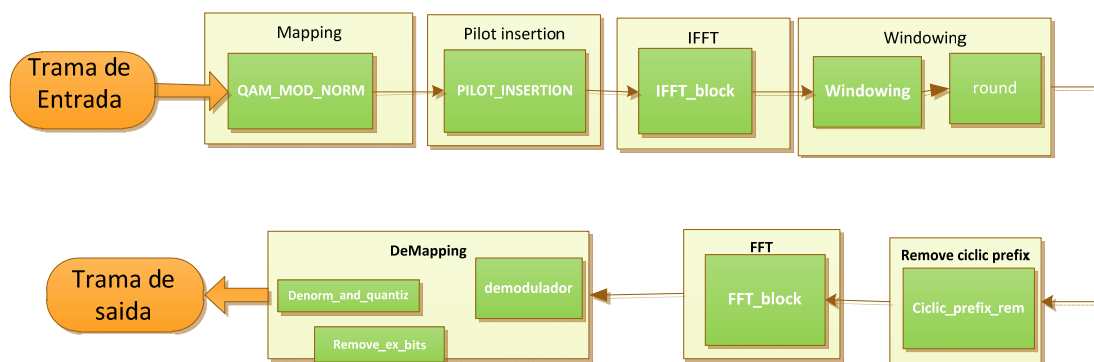 Mapping
Pilot insertion
IFFT
Windowing
Trama de
Entrada
QAM_MOD_NORM
PILOT_INSERTION
IFFT_block
Windowing
round
DeMapping
FFT
Remove ciclic prefix
Trama de
saida
Denorm_and_quantiz
demodulador
FFT_block
Ciclic_prefix_rem
Remove_ex_bits